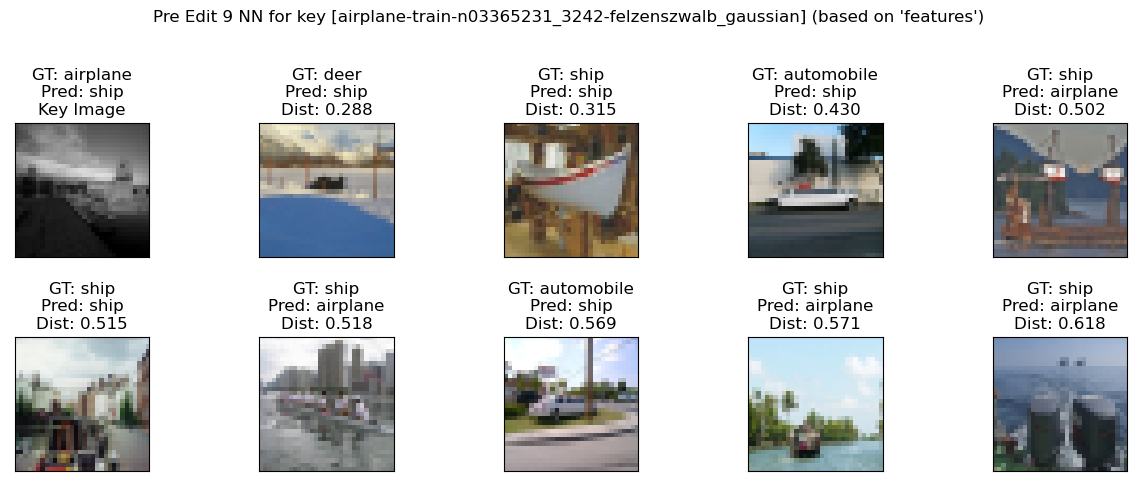 Pre Edit 9 NN for key [airplane-train-n03365231_3242-felzenszwalb_gaussian] (based on 'features')
GT: airplane
Pred: ship
Key Image
GT: deer
Pred: ship
Dist: 0.288
GT: ship
Pred: ship
Dist: 0.315
GT: automobile
Pred: ship
Dist: 0.430
GT: ship
Pred: airplane
Dist: 0.502
GT: ship
Pred: ship
Dist: 0.515
GT: ship
Pred: airplane
Dist: 0.518
GT: automobile
Pred: ship
Dist: 0.569
GT: ship
Pred: airplane
Dist: 0.571
GT: ship
Pred: airplane
Dist: 0.618